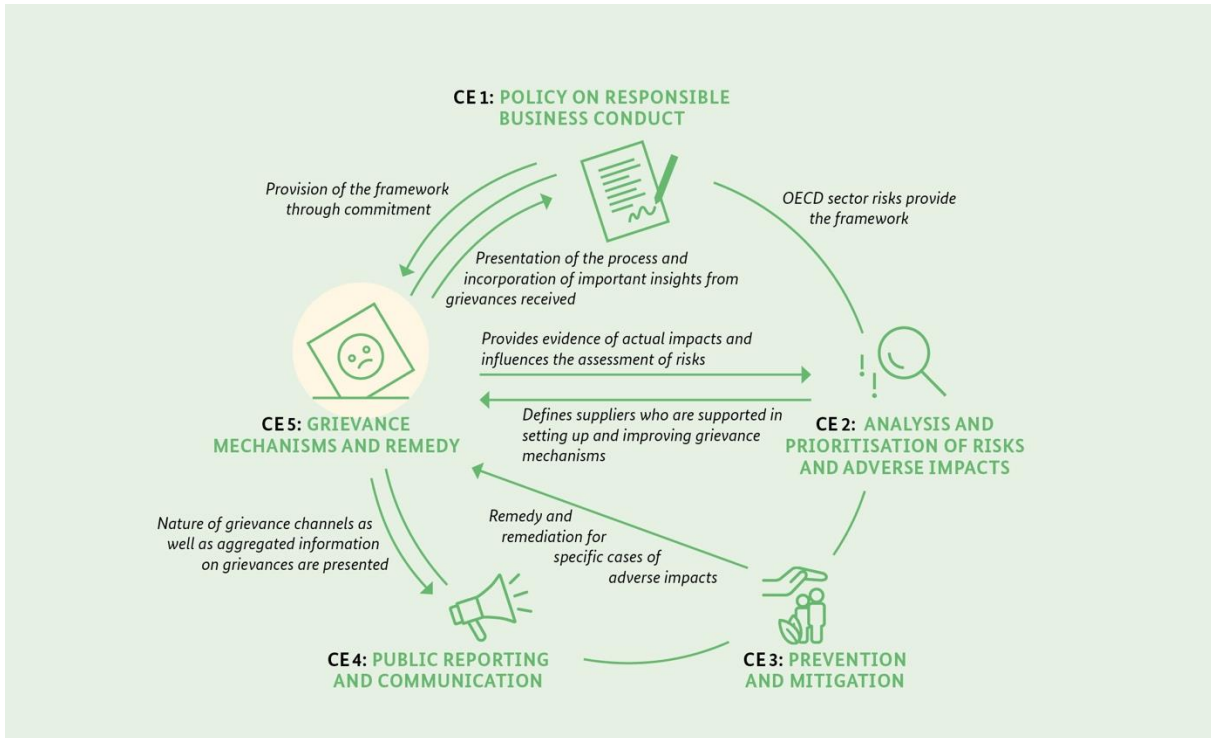 CE 1: POLICY ON RESPONSIBLE
BUSINESS CONDUCT
Provision of the framework
through commitment
OECD sector risks provide
the framework
Presentation of the process and
incorporation of important insights from
grievances received
Provides evidence of actual impacts and
influences the assessment of risks
Defines suppliers who are supported in
setting up and improving grievance
mechanisms
CE 5: GRIEVANCE
MECHANISMS AND REMEDY
CE 2: ANALYSIS AND
PRIORITISATION OF RISKS
AND ADVERSE IMPACTS
Nature of grievance channels as
well as aggregated information
on grievances are presented
Remedy and
remediation for
specific cases of
adverse impacts
CE 4: PUBLIC REPORTING
AND COMMUNICATION
CE 3: PREVENTION
AND MITIGATION